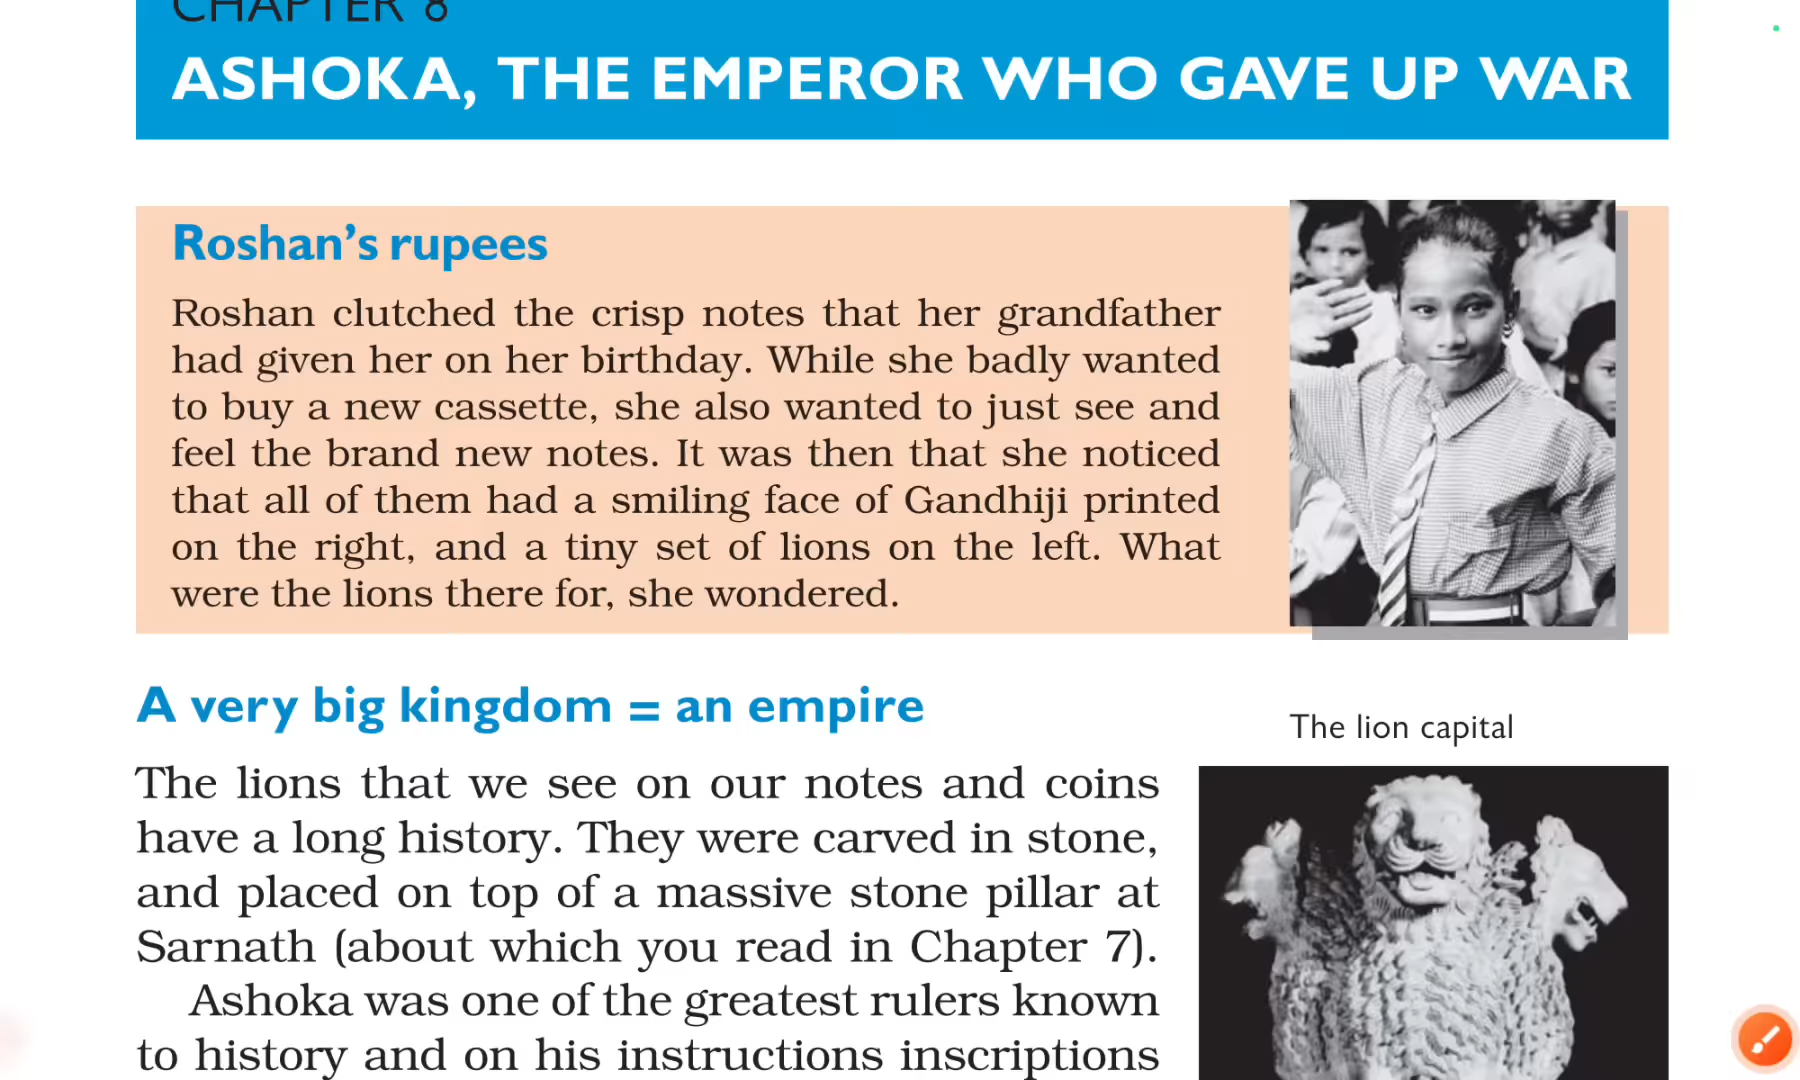 CHAPTER 8
ASHOKA, THE EMPEROR WHO GAVE UP WAR
Roshan's rupees
Roshan clutched the crisp notes that her grandfather
had given her on her birthday. While she badly wanted
to buy a new cassette, she also wanted to just see and
feel the brand new notes. It was then that she noticed
that all of them had a smiling face of Gandhiji printed
on the right, and a tiny set of lions on the left. What
were the lions there for, she wondered.
A very big kingdom = an empire
The lions that we see on our notes and coins
have a long history. They were carved in stone,
and placed on top of a massive stone pillar at
Sarnath (about which you read in Chapter 7).
Ashoka was one of the greatest rulers known
to history and on his instructions inscriptions
The lion capital